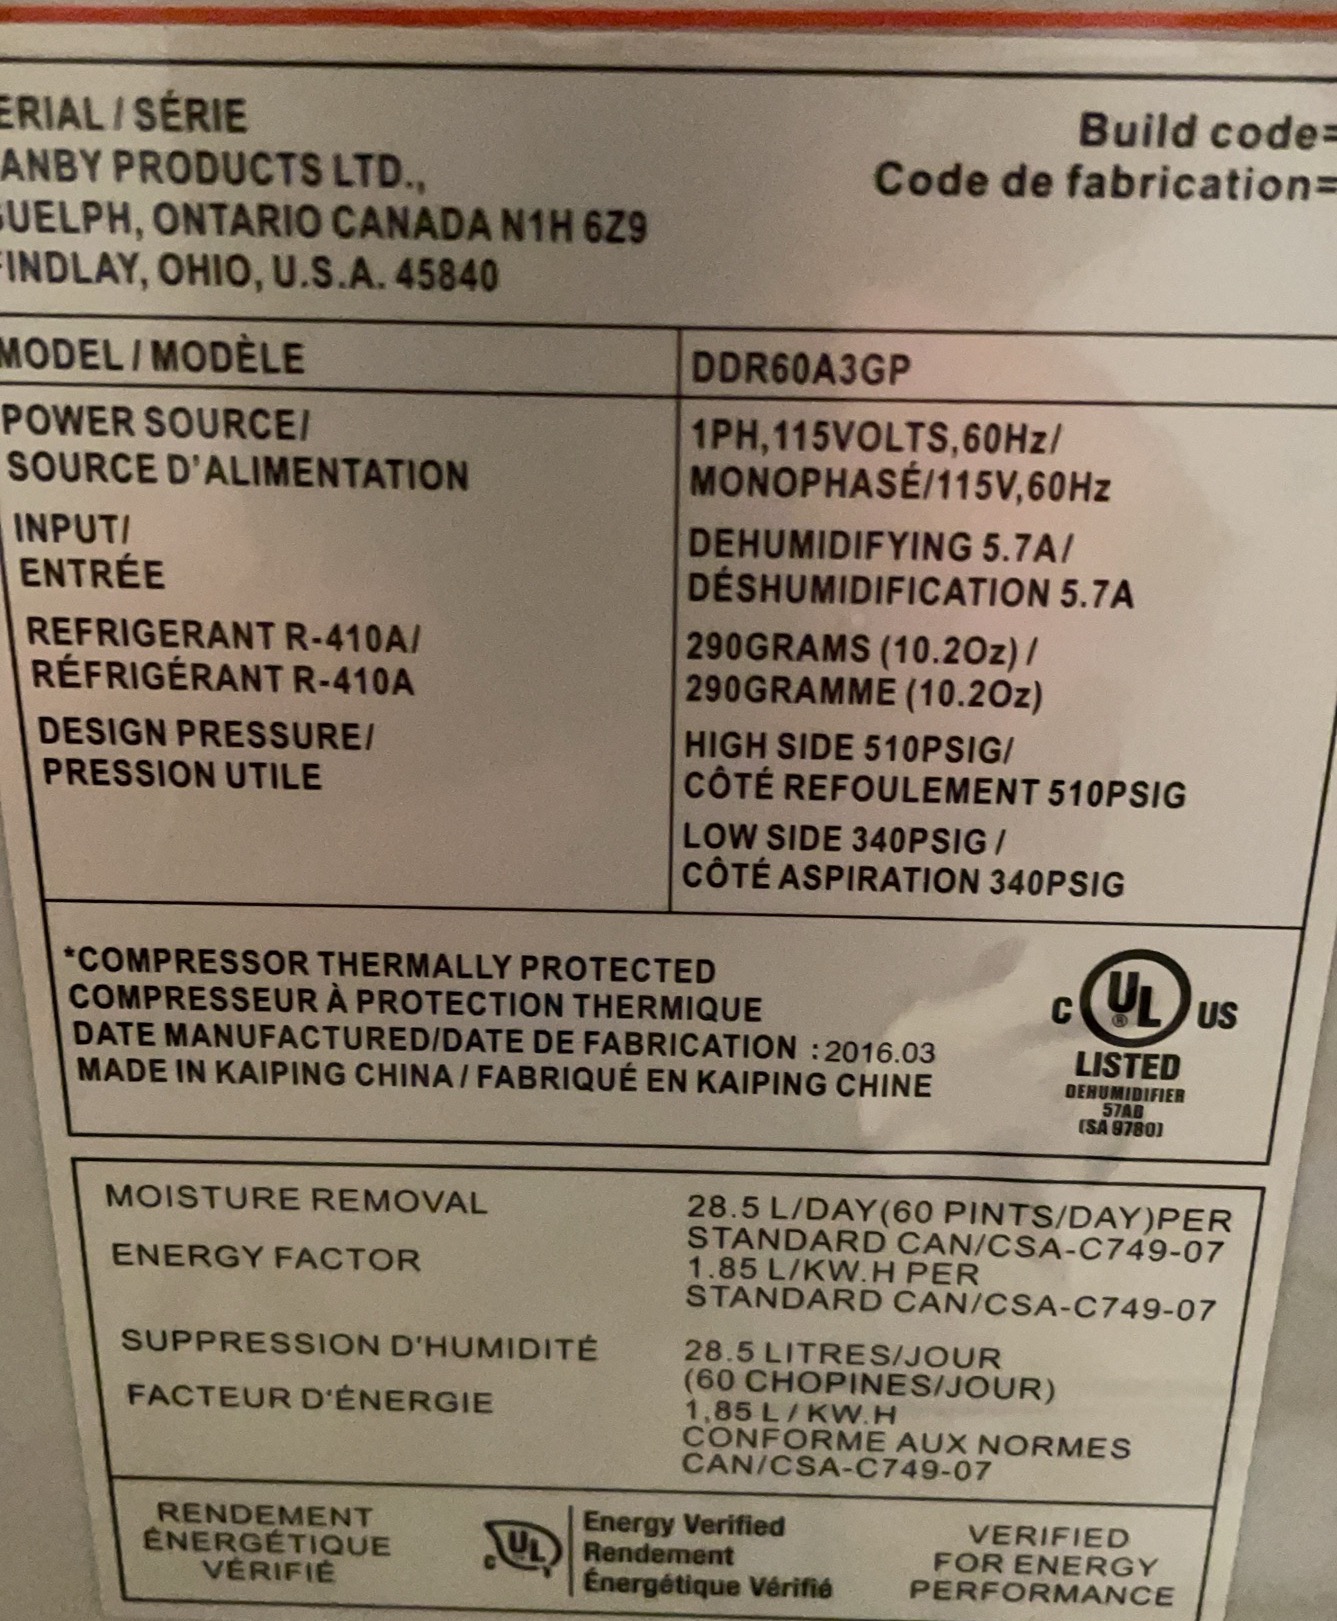 ERIAL / SÉRIE
ANBY PRODUCTS LTD.,
GUELPH, ONTARIO CANADA N1H 6Z9
FINDLAY, OHIO, U.S.A. 45840
Build code=
Code de fabrication=
MODEL / MODÈLE
DDR60A3GP
POWER SOURCE/
SOURCE D'ALIMENTATION
1PH,115VOLTS,60Hz/
MONOPHASÉ/115V,60Hz
INPUT/
ENTRÉE
DEHUMIDIFYING 5.7A/
DÉSHUMIDIFICATION 5.7A
REFRIGERANT R-410A/
RÉFRIGÉRANT R-410A
290GRAMS (10.2Oz) /
290GRAMME (10.2Oz)
DESIGN PRESSURE/
PRESSION UTILE
HIGH SIDE 510PSIG/
CÔTÉ REFOULEMENT 510PSIG
LOW SIDE 340PSIG /
CÔTÉ ASPIRATION 340PSIG
*COMPRESSOR THERMALLY PROTECTED
COMPRESSEUR À PROTECTION THERMIQUE
DATE MANUFACTURED/DATE DE FABRICATION : 2016.03
MADE IN KAIPING CHINA / FABRIQUÉ EN KAIPING CHINE
C UL ® US
LISTED
DEHUMIDIFIER
57AB
(SA 9780)
MOISTURE REMOVAL
28.5 L/DAY(60 PINTS/DAY)PER
STANDARD CAN/CSA-C749-07
ENERGY FACTOR
1.85 L/KW.H PER
STANDARD CAN/CSA-C749-07
SUPPRESSION D'HUMIDITÉ
28.5 LITRES/JOUR
(60 CHOPINES/JOUR)
FACTEUR D'ÉNERGIE
1,85 L / KW.H
CONFORME AUX NORMES
CAN/CSA-C749-07
RENDEMENT
ÉNERGÉTIQUE
VÉRIFIÉ
c UL
Energy Verified
Rendement
Énergétique Vérifié
VERIFIED
FOR ENERGY
PERFORMANCE